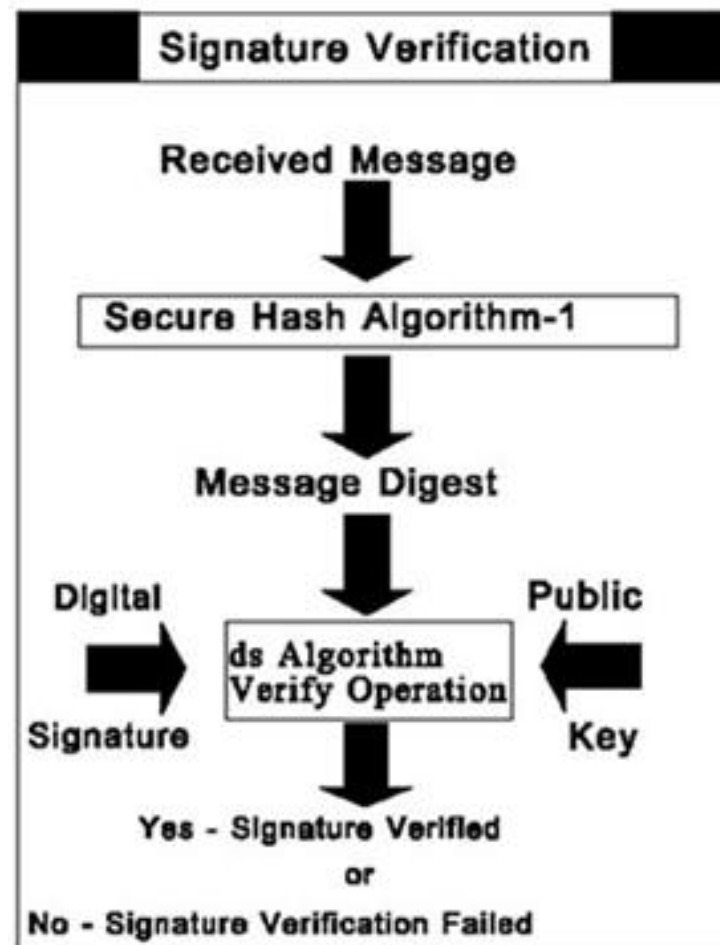 Signature Verification
Received Message
Secure Hash Algorithm-1
Message Digest
Digital
Signature
ds Algorithm
Verify Operation
Public
Key
Yes - Signature Verified
or
No - Signature Verification Failed